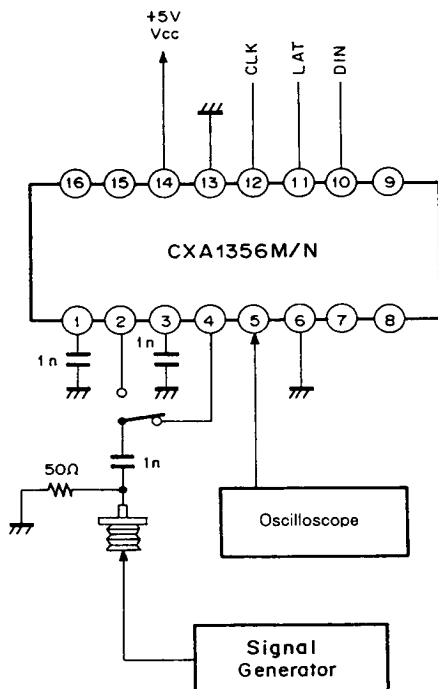 +5V
Vcc
CLK
LAT
DIN
16 15 14 13 12 11 10 9
CXA1356M/N
1 2 3 4 5 6 7 8
1n
1n
1n
50Ω
Oscilloscope
Signal
Generator